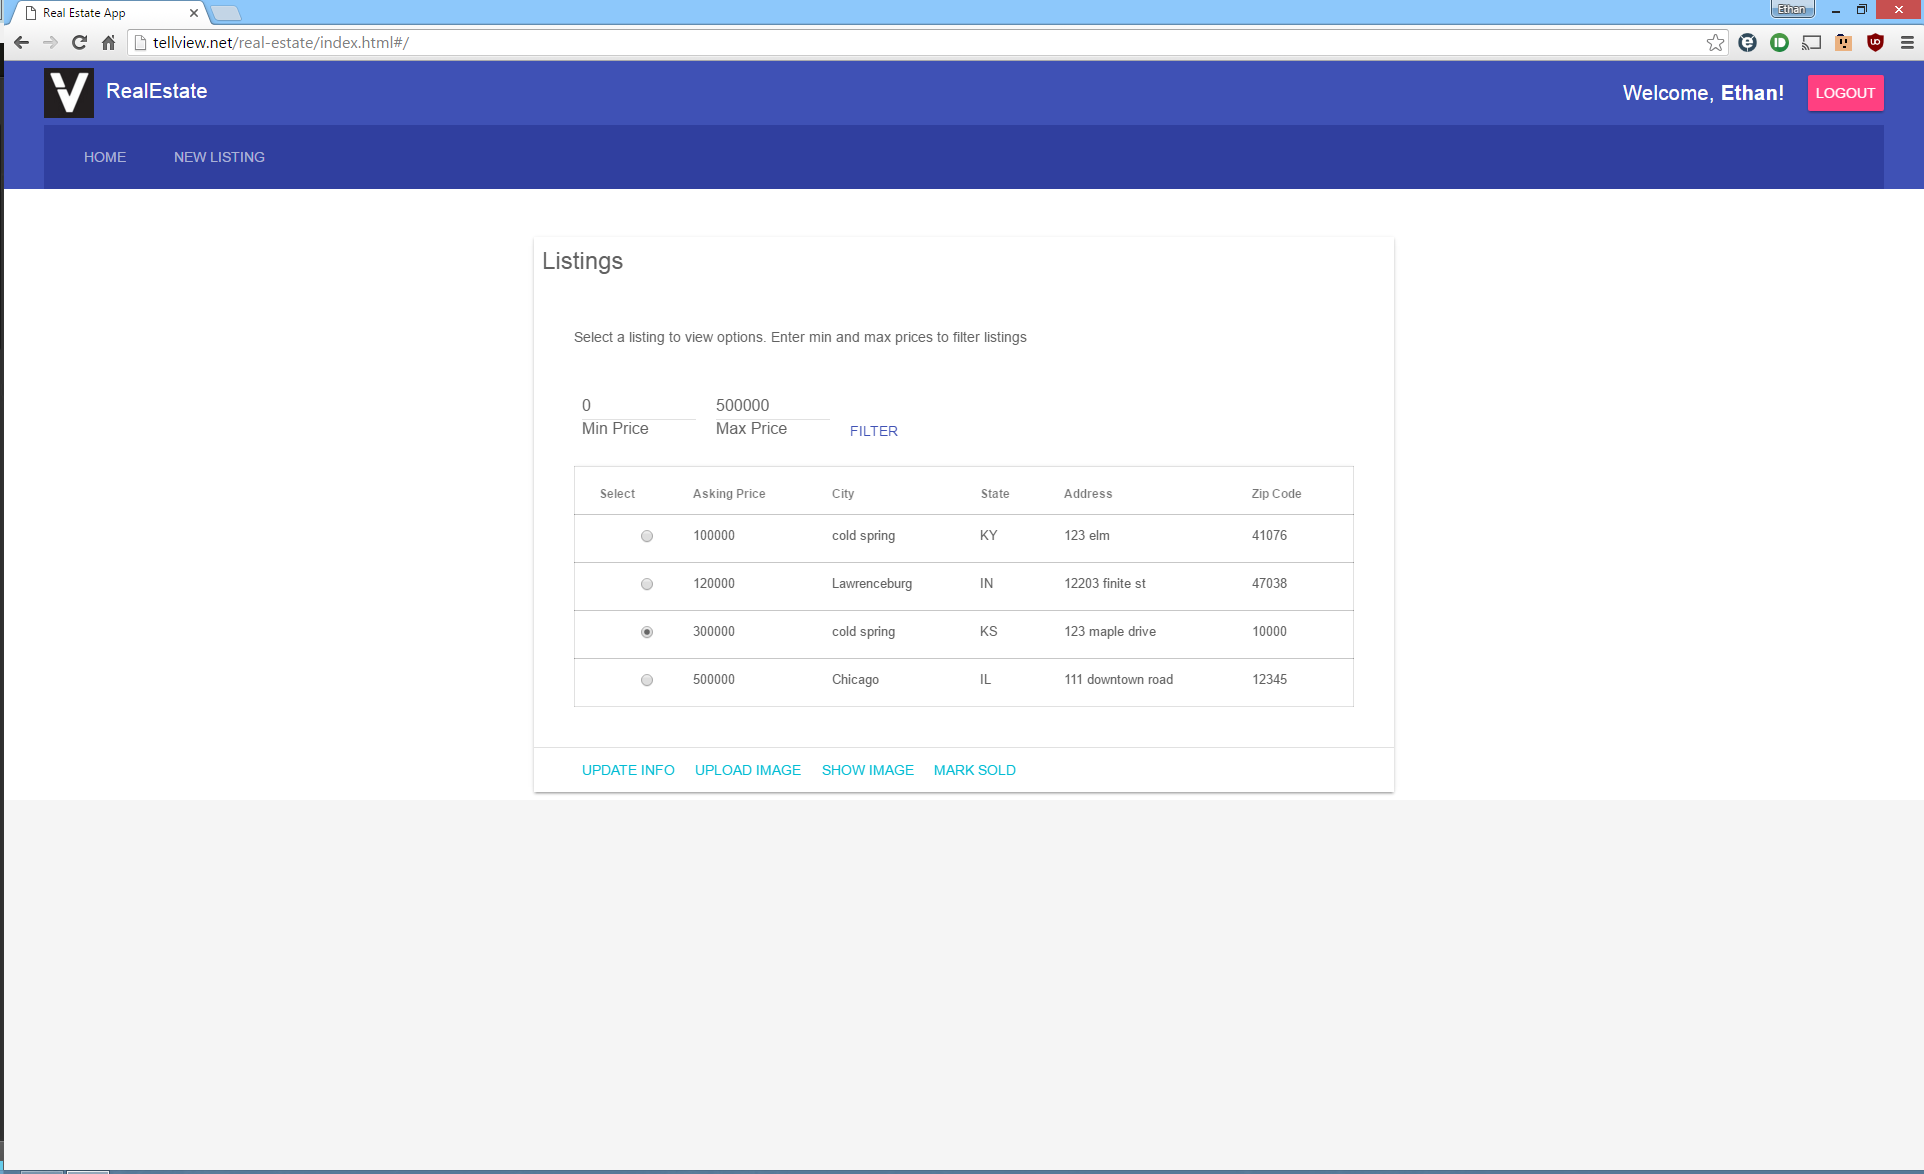 Real Estate App
Ethan
tellview.net/real-estate/index.html#/
RealEstate
Welcome, Ethan!
LOGOUT
HOME NEW LISTING
Listings
Select a listing to view options. Enter min and max prices to filter listings
0 500000
Min Price Max Price FILTER
Select Asking Price City State Address Zip Code
100000 cold spring KY 123 elm 41076
120000 Lawrenceburg IN 12203 finite st 47038
300000 cold spring KS 123 maple drive 10000
500000 Chicago IL 111 downtown road 12345
UPDATE INFO UPLOAD IMAGE SHOW IMAGE MARK SOLD